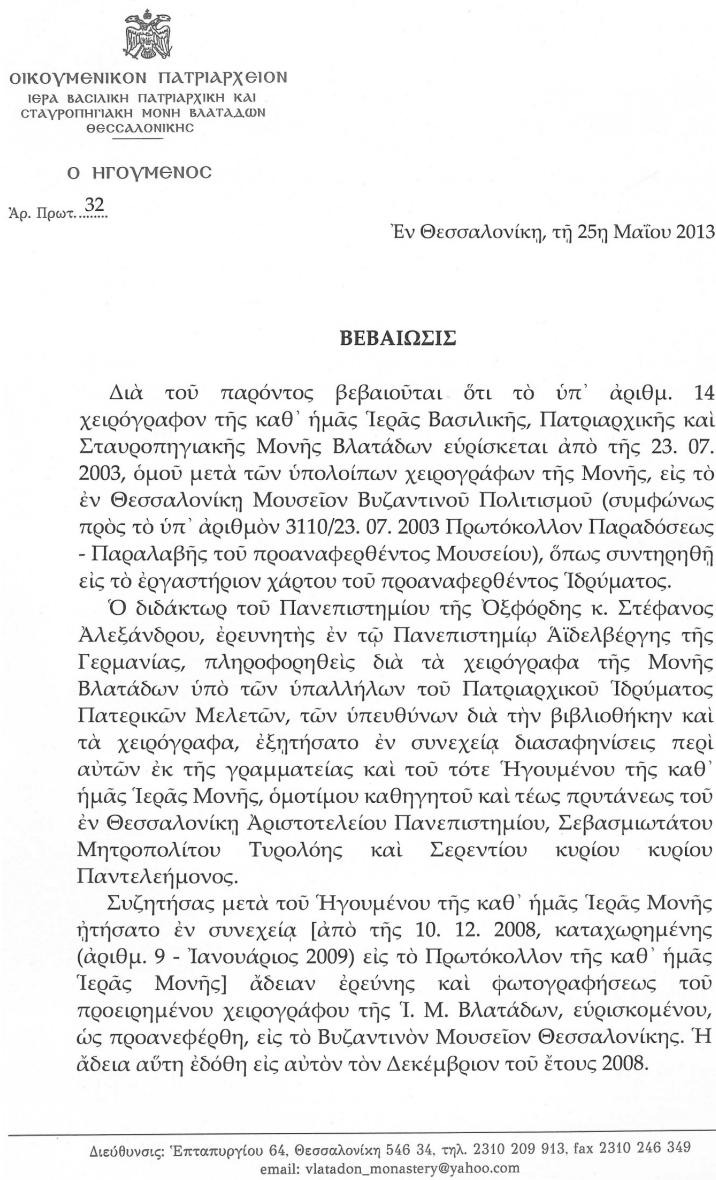 ΟΙΚΟΥΜΕΝΙΚΟΝ ΠΑΤΡΙΑΡΧΕΙΟΝ
ΙΕΡΑ ΒΑCΙΛΙΚΗ ΠΑΤΡΙΑΡΧΙΚΗ ΚΑΙ
CΤΑΥΡΟΠΗΓΙΑΚΗ ΜΟΝΗ ΒΛΑΤΑΔΩΝ
ΘΕCCΑΛΟΝΙΚΗC
Ο ΗΓΟΥΜΕΝΟC
Ἀρ. Πρωτ. 32
Ἐν Θεσσαλονίκῃ, τῇ 25ῃ Μαΐου 2013
ΒΕΒΑΙΩΣΙΣ
Διὰ τοῦ παρόντος βεβαιοῦται ὅτι τὸ ὑπ᾽ ἀριθμ. 14
χειρόγραφον τῆς καθ᾽ ἡμᾶς Ἱερᾶς Βασιλικῆς, Πατριαρχικῆς καὶ
Σταυροπηγιακῆς Μονῆς Βλατάδων εὑρίσκεται ἀπὸ τῆς 23. 07.
2003, ὁμοῦ μετὰ τῶν ὑπολοίπων χειρογράφων τῆς Μονῆς, εἰς τὸ
ἐν Θεσσαλονίκῃ Μουσεῖον Βυζαντινοῦ Πολιτισμοῦ (συμφώνως
πρὸς τὸ ὑπ᾽ ἀριθμὸν 3110/23. 07. 2003 Πρωτόκολλον Παραδόσεως
- Παραλαβῆς τοῦ προαναφερθέντος Μουσείου), ὅπως συντηρηθῇ
εἰς τὸ ἐργαστήριον χάρτου τοῦ προαναφερθέντος Ἱδρύματος.
Ὁ διδάκτωρ τοῦ Πανεπιστημίου τῆς Ὀξφόρδης κ. Στέφανος
Ἀλεξάνδρου, ἐρευνητὴς ἐν τῷ Πανεπιστημίῳ Ἁϊδελβέργης τῆς
Γερμανίας, πληροφορηθεὶς διὰ τὰ χειρόγραφα τῆς Μονῆς
Βλατάδων ὑπὸ τῶν ὑπαλλήλων τοῦ Πατριαρχικοῦ Ἱδρύματος
Πατερικῶν Μελετῶν, τῶν ὑπευθύνων διὰ τὴν βιβλιοθήκην καὶ
τὰ χειρόγραφα, ἐξῃτήσατο ἐν συνεχείᾳ διασαφηνίσεις περὶ
αὐτῶν ἐκ τῆς γραμματείας καὶ τοῦ τότε Ἡγουμένου τῆς καθ᾽
ἡμᾶς Ἱερᾶς Μονῆς, ὁμοτίμου καθηγητοῦ καὶ τέως πρυτάνεως τοῦ
ἐν Θεσσαλονίκῃ Ἀριστοτελείου Πανεπιστημίου, Σεβασμιωτάτου
Μητροπολίτου Τυρολόης καὶ Σερεντίου κυρίου κυρίου
Παντελεήμονος.
Συζητήσας μετὰ τοῦ Ἡγουμένου τῆς καθ᾽ ἡμᾶς Ἱερᾶς Μονῆς
ᾐτήσατο ἐν συνεχείᾳ [ἀπὸ τῆς 10. 12. 2008, καταχωρημένης
(ἀριθμ. 9 - Ἰανουάριος 2009) εἰς τὸ Πρωτόκολλον τῆς καθ᾽ ἡμᾶς
Ἱερᾶς Μονῆς] ἄδειαν ἐρεύνης καὶ φωτογραφήσεως τοῦ
προειρημένου χειρογράφου τῆς Ἱ. Μ. Βλατάδων, εὑρισκομένου,
ὡς προανεφέρθη, εἰς τὸ Βυζαντινὸν Μουσεῖον Θεσσαλονίκης. Ἡ
ἄδεια αὕτη ἐδόθη εἰς αὐτὸν τὸν Δεκέμβριον τοῦ ἔτους 2008.
Διεύθυνσις: Ἑπταπυργίου 64, Θεσσαλονίκη 546 34, τηλ. 2310 209 913, fax 2310 246 349
email: vlatadon_monastery@yahoo.com